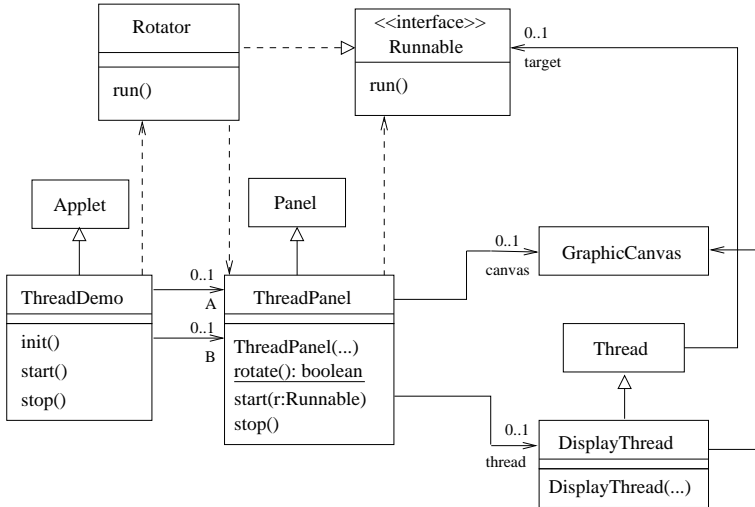 Rotator
run()
<<interface>>
Runnable
run()
0..1
target
Applet
Panel
GraphicCanvas
0..1
canvas
ThreadDemo
init()
start()
stop()
0..1
A
0..1
B
ThreadPanel
ThreadPanel(...)
rotate(): boolean
start(r:Runnable)
stop()
Thread
0..1
thread
DisplayThread
DisplayThread(...)